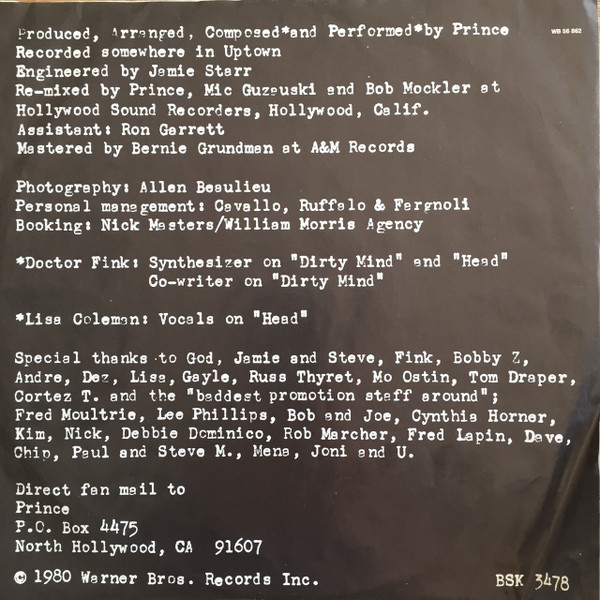 Produced, Arranged, Composed*and Performed*by Prince
WB 56 862
Recorded somewhere in Uptown
Engineered by Jamie Starr
Re-mixed by Prince, Mic Guzauski and Bob Mockler at
Hollywood Sound Recorders, Hollywood, Calif.
Assistant: Ron Garrett
Mastered by Bernie Grundman at A&M Records
Photography: Allen Beaulieu
Personal management: Cavallo, Ruffalo & Fargnoli
Booking: Nick Masters/William Morris Agency
*Doctor Fink: Synthesizer on "Dirty Mind" and "Head"
Co-writer on "Dirty Mind"
*Lisa Coleman: Vocals on "Head"
Special thanks to God, Jamie and Steve, Fink, Bobby Z,
Andre, Dez, Lisa, Gayle, Russ Thyret, Mo Ostin, Tom Draper,
Cortez T. and the "baddest promotion staff around";
Fred Moultrie, Lee Phillips, Bob and Joe, Cynthia Horner,
Kim, Nick, Debbie Dominico, Rob Marcher, Fred Lapin, Dave,
Chip, Paul and Steve M., Mena, Joni and U.
Direct fan mail to
Prince
P.O. Box 4475
North Hollywood, CA 91607
© 1980 Warner Bros. Records Inc.
BSK 3478